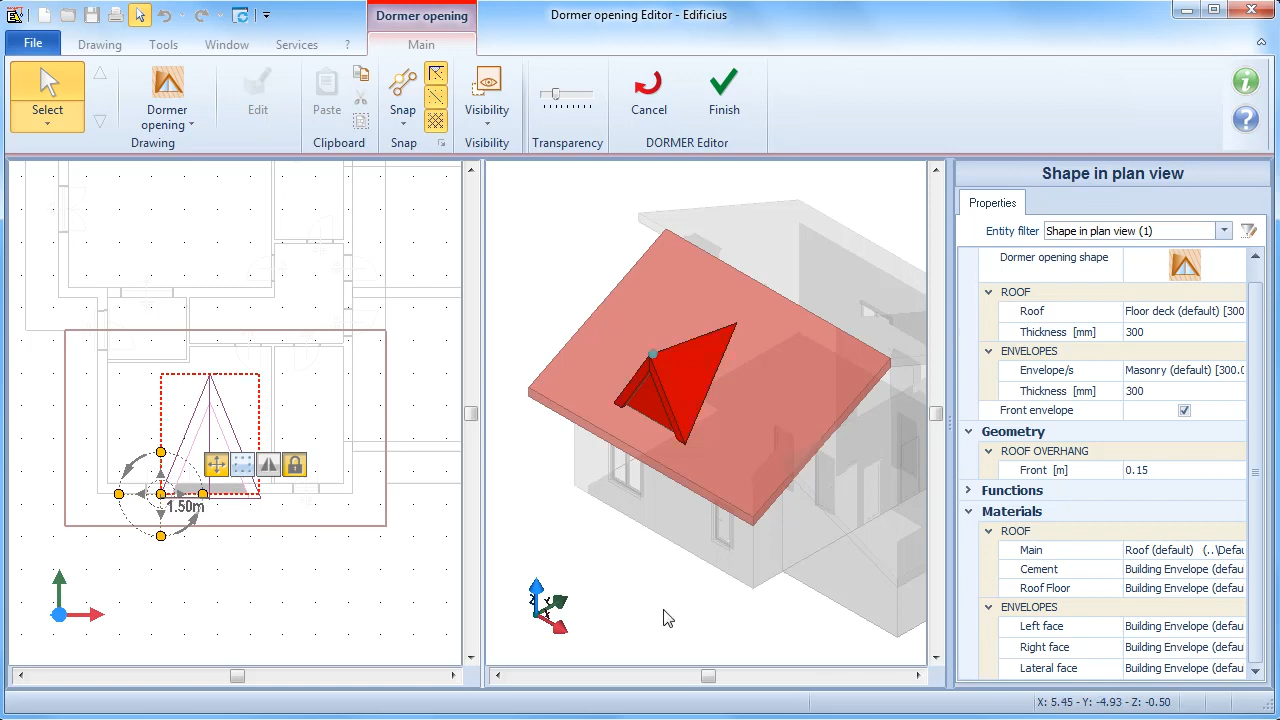 Dormer opening
Dormer opening Editor - Edificius
File
Drawing
Tools
Window
Services
?
Main
Select
Dormer
opening
Edit
Drawing
Paste
Clipboard
Snap
Snap
Visibility
Visibility
Transparency
Cancel
Finish
DORMER Editor
1.50m
Shape in plan view
Properties
Entity filter
Shape in plan view (1)
Dormer opening shape
ROOF
Roof
Floor deck (default) [300
Thickness [mm]
300
ENVELOPES
Envelope/s
Masonry (default) [300.0
Thickness [mm]
300
Front envelope
Geometry
ROOF OVERHANG
Front [m]
0.15
Functions
Materials
ROOF
Main
Roof (default) (..\Defau
Cement
Building Envelope (defau
Roof Floor
Building Envelope (defau
ENVELOPES
Left face
Building Envelope (defau
Right face
Building Envelope (defau
Lateral face
Building Envelope (defau
X: 5.45 - Y: -4.93 - Z: -0.50